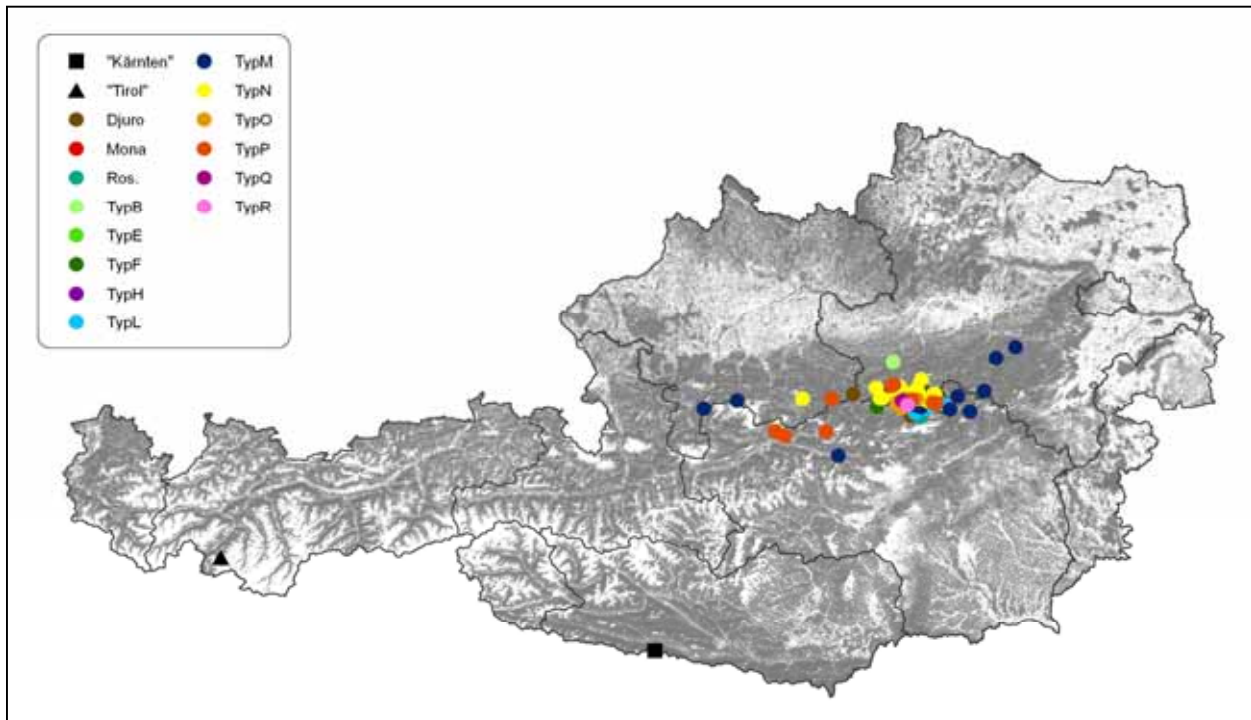 "Kärnten"
"Tirol"
Djuro
Mona
Ros.
TypB
TypE
TypF
TypH
TypL
TypM
TypN
TypO
TypP
TypQ
TypR